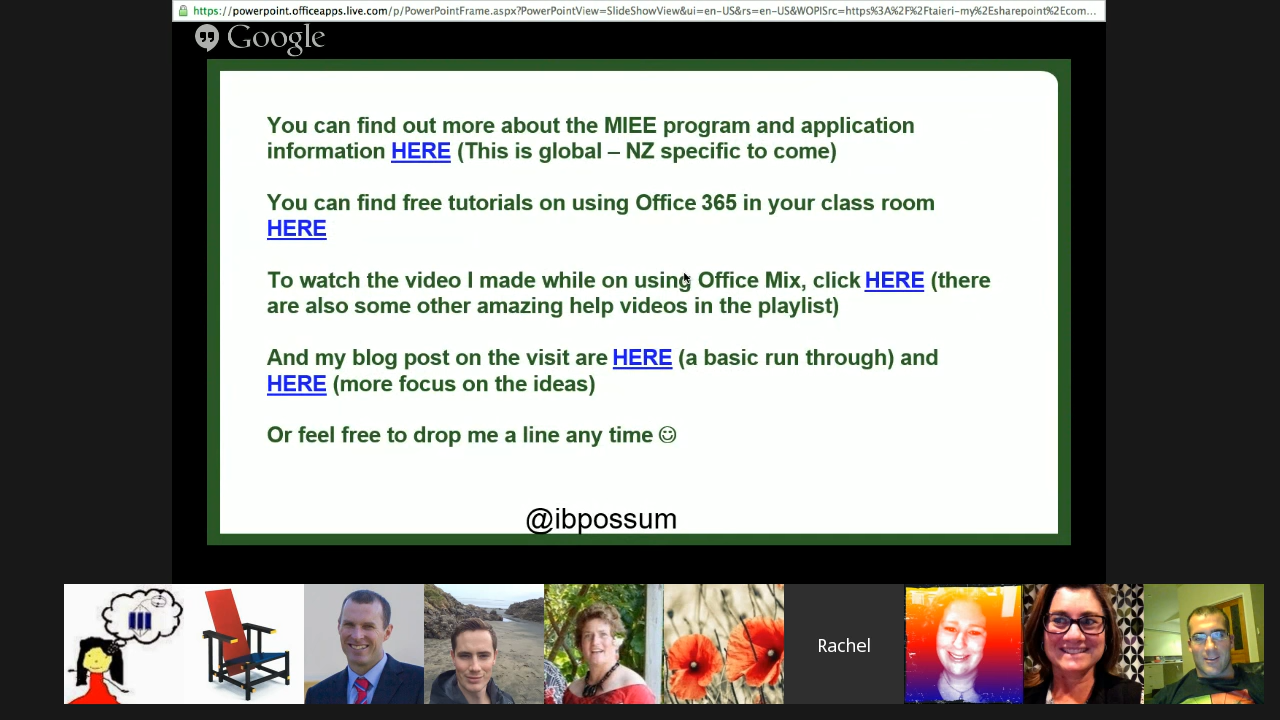 https://powerpoint.officeapps.live.com/p/PowerPointFrame.aspx?PowerPointView=SlideShowView&ui=en-US&rs=en-US&WOPISrc=https%3A%2F%2Ftaieri-my%2Esharepoint%2Ecom...
Google
You can find out more about the MIEE program and application
information HERE (This is global – NZ specific to come)
You can find free tutorials on using Office 365 in your class room
HERE
To watch the video I made while on using Office Mix, click HERE (there
are also some other amazing help videos in the playlist)
And my blog post on the visit are HERE (a basic run through) and
HERE (more focus on the ideas)
Or feel free to drop me a line any time ☺
@ibpossum
Rachel